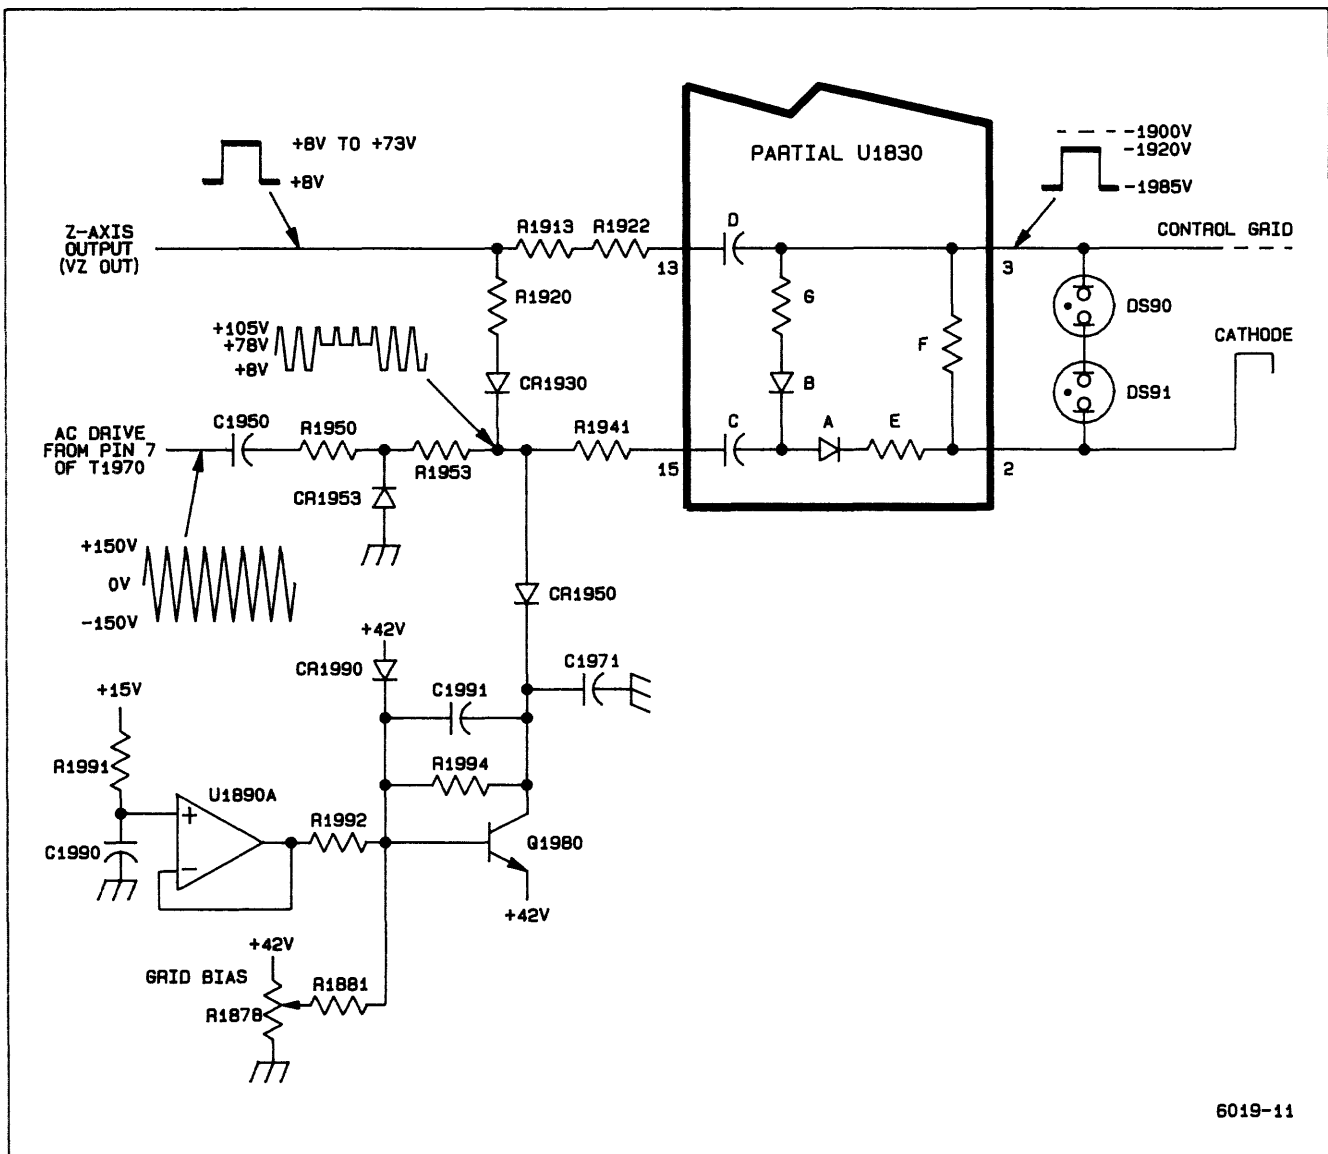 +8V TO +73V
+8V
PARTIAL U1830
-1900V
-1920V
-1985V
Z-AXIS
OUTPUT
(VZ OUT)
R1913
R1922
13
D
3
CONTROL GRID
R1920
G
DS90
+105V
+78V
+8V
CR1930
B
F
CATHODE
DS91
AC DRIVE
FROM PIN 7
OF T1970
C1950
R1950
R1953
R1941
15
C
A
E
2
CR1953
+150V
0V
-150V
CR1950
+42V
CR1990
C1971
C1991
+15V
R1991
R1994
U1890A
+
-
R1992
Q1980
C1990
+42V
+42V
GRID BIAS
R1878
R1881
6019-11